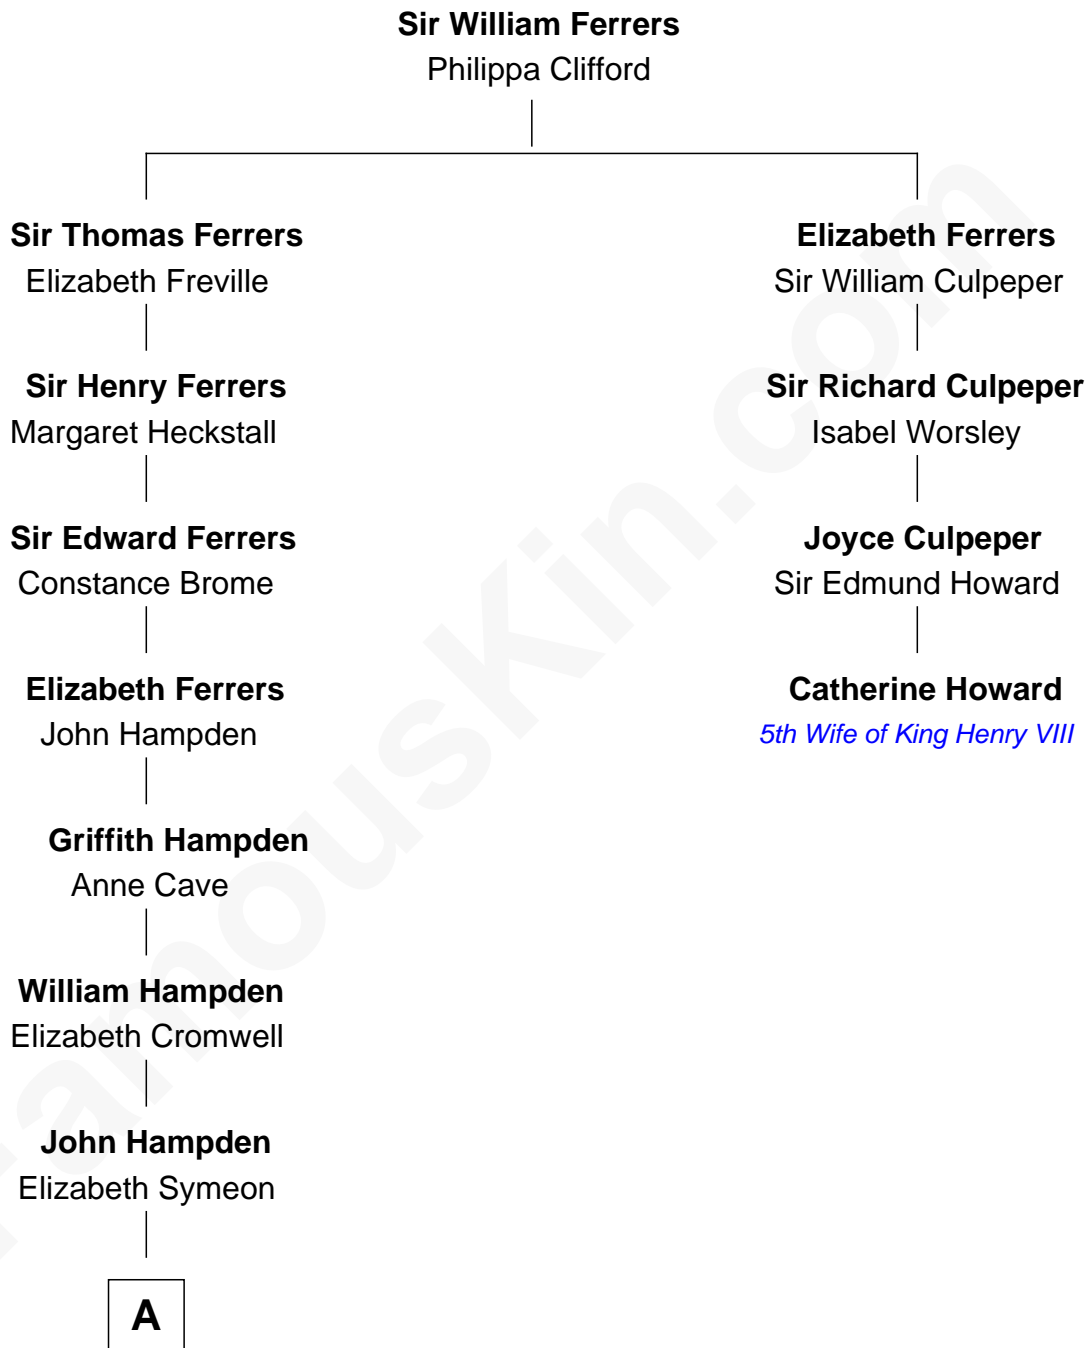 Sir William Ferrers
Philippa Clifford
Sir Thomas Ferrers
Elizabeth Freville
Elizabeth Ferrers
Sir William Culpeper
Sir Henry Ferrers
Margaret Heckstall
Sir Richard Culpeper
Isabel Worsley
Sir Edward Ferrers
Constance Brome
Joyce Culpeper
Sir Edmund Howard
Elizabeth Ferrers
John Hampden
Catherine Howard
5th Wife of King Henry VIII
Griffith Hampden
Anne Cave
William Hampden
Elizabeth Cromwell
John Hampden
Elizabeth Symeon
A
FamousKin.com